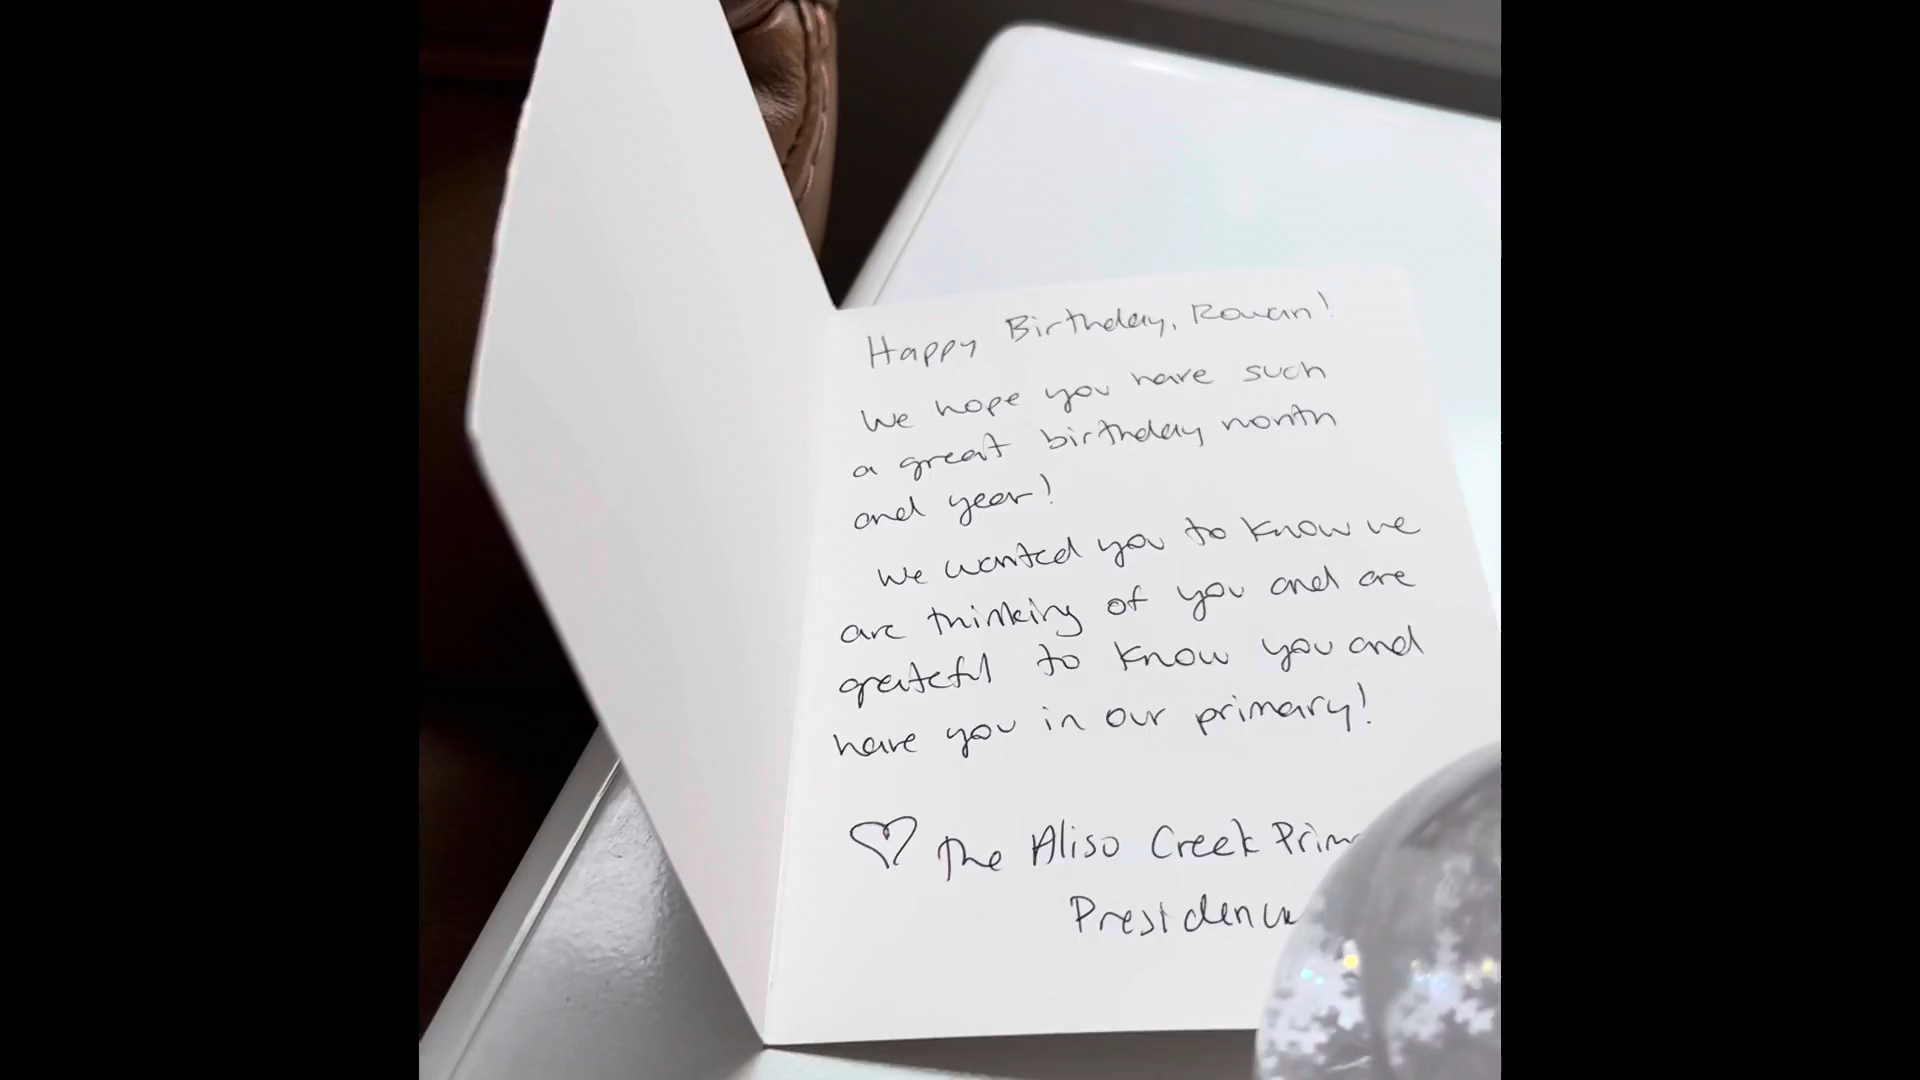 Happy Birthday, Rowan!
We hope you have such
a great birthday month
and year!
We wanted you to know we
are thinking of you and are
grateful to know you and
have you in our primary!
The Aliso Creek Prim
Presidenc